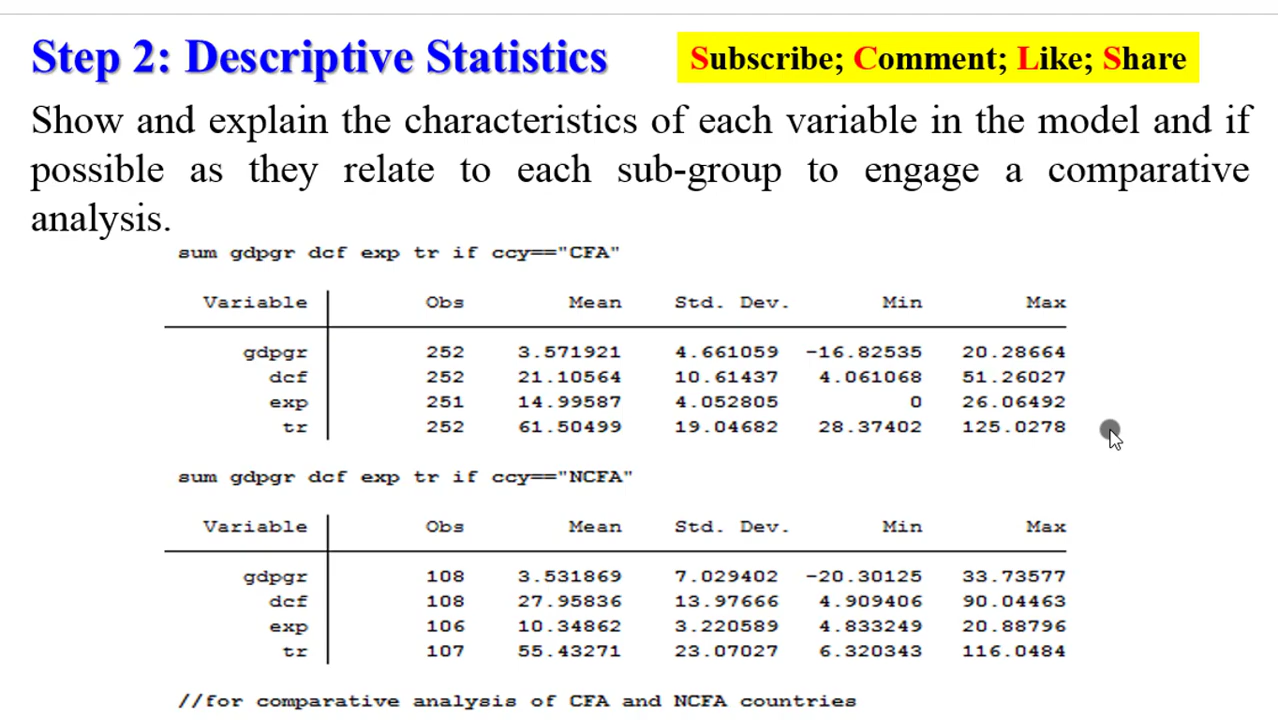 Step 2: Descriptive Statistics
Subscribe; Comment; Like; Share
Show and explain the characteristics of each variable in the model and if
possible as they relate to each sub-group to engage a comparative
analysis.
sum gdpgr dcf exp tr if ccy=="CFA"
Variable Obs Mean Std. Dev. Min Max
gdpgr 252 3.571921 4.661059 -16.82535 20.28664
dcf 252 21.10564 10.61437 4.061068 51.26027
exp 251 14.99587 4.052805 0 26.06492
tr 252 61.50499 19.04682 28.37402 125.0278
sum gdpgr dcf exp tr if ccy=="NCFA"
Variable Obs Mean Std. Dev. Min Max
gdpgr 108 3.531869 7.029402 -20.30125 33.73577
dcf 108 27.95836 13.97666 4.909406 90.04463
exp 106 10.34862 3.220589 4.833249 20.88796
tr 107 55.43271 23.07027 6.320343 116.0484
//for comparative analysis of CFA and NCFA countries